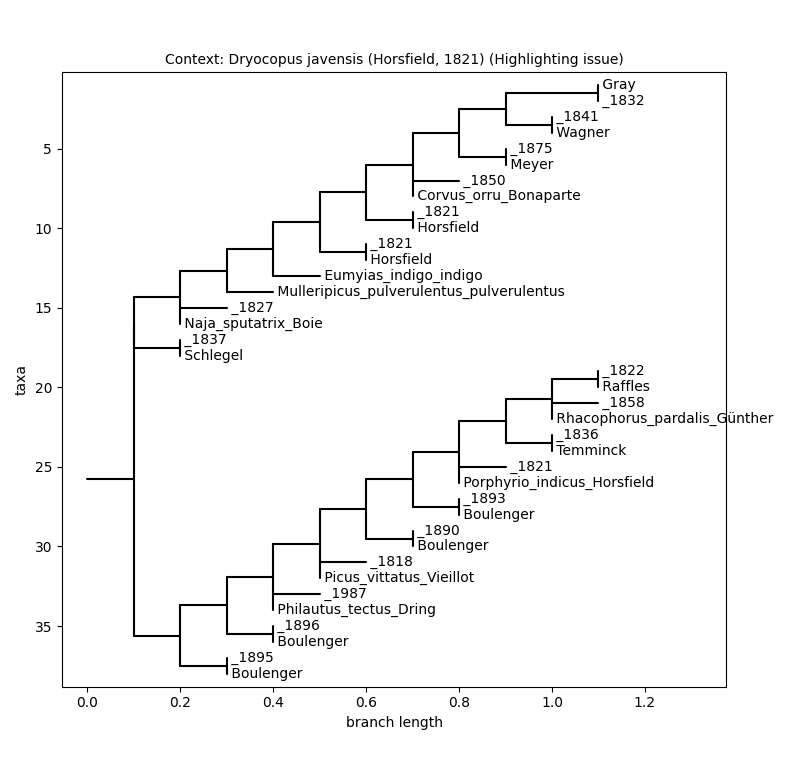 Context: Dryocopus javensis (Horsfield, 1821) (Highlighting issue)
Gray
_1832
_1841
Wagner
_1875
Meyer
_1850
Corvus_orru_Bonaparte
_1821
Horsfield
_1821
Horsfield
Eumyias_indigo_indigo
Mulleripicus_pulverulentus_pulverulentus
_1827
Naja_sputatrix_Boie
_1837
Schlegel
_1822
Raffles
_1858
Rhacophorus_pardalis_Günther
_1836
Temminck
_1821
Porphyrio_indicus_Horsfield
_1893
Boulenger
_1890
Boulenger
_1818
Picus_vittatus_Vieillot
_1987
Philautus_tectus_Dring
_1896
Boulenger
_1895
Boulenger
5
10
15
20
25
30
35
taxa
0.0 0.2 0.4 0.6 0.8 1.0 1.2
branch length